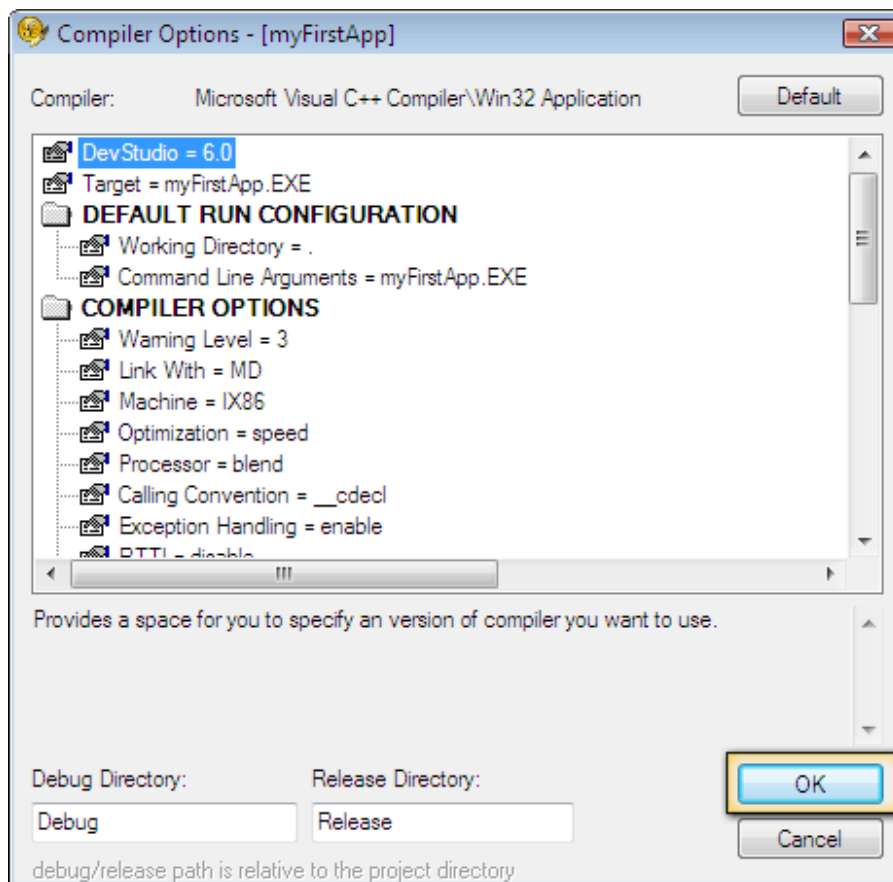 Compiler Options - [myFirstApp]
Compiler: Microsoft Visual C++ Compiler\Win32 Application Default
DevStudio = 6.0
Target = myFirstApp.EXE
DEFAULT RUN CONFIGURATION
Working Directory = .
Command Line Arguments = myFirstApp.EXE
COMPILER OPTIONS
Warning Level = 3
Link With = MD
Machine = IX86
Optimization = speed
Processor = blend
Calling Convention = __cdecl
Exception Handling = enable
RTTI = disable
Provides a space for you to specify an version of compiler you want to use.
Debug Directory: Release Directory: OK
Debug Release
Cancel
debug/release path is relative to the project directory